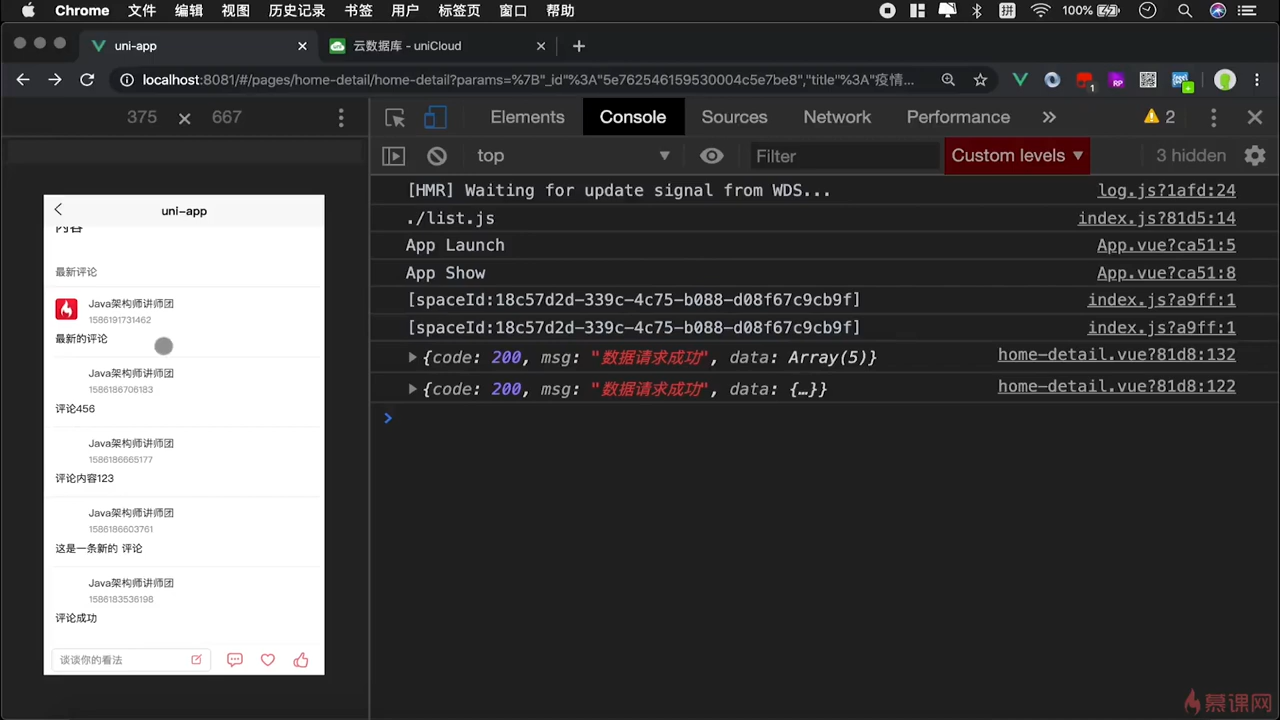 Chrome 文件 编辑 视图 历史记录 书签 用户 标签页 窗口 帮助 拼 100%
uni-app 云数据库 - uniCloud
localhost:8081/#/pages/home-detail/home-detail?params=%7B"_id"%3A"5e762546159530004c5e7be8","title"%3A"疫情...
RP 1
375 × 667
Elements Console Sources Network Performance » 2
top Filter Custom levels 3 hidden
[HMR] Waiting for update signal from WDS... log.js?1afd:24
./list.js index.js?81d5:14
App Launch App.vue?ca51:5
App Show App.vue?ca51:8
[spaceId:18c57d2d-339c-4c75-b088-d08f67c9cb9f] index.js?a9ff:1
[spaceId:18c57d2d-339c-4c75-b088-d08f67c9cb9f] index.js?a9ff:1
{code: 200, msg: "数据请求成功", data: Array(5)} home-detail.vue?81d8:132
{code: 200, msg: "数据请求成功", data: {…}} home-detail.vue?81d8:122
uni-app
内容
最新评论
Java架构师讲师团
1586191731462
最新的评论
Java架构师讲师团
1586186706183
评论456
Java架构师讲师团
1586186665177
评论内容123
Java架构师讲师团
1586186603761
这是一条新的 评论
Java架构师讲师团
1586183536198
评论成功
谈谈你的看法
慕课网